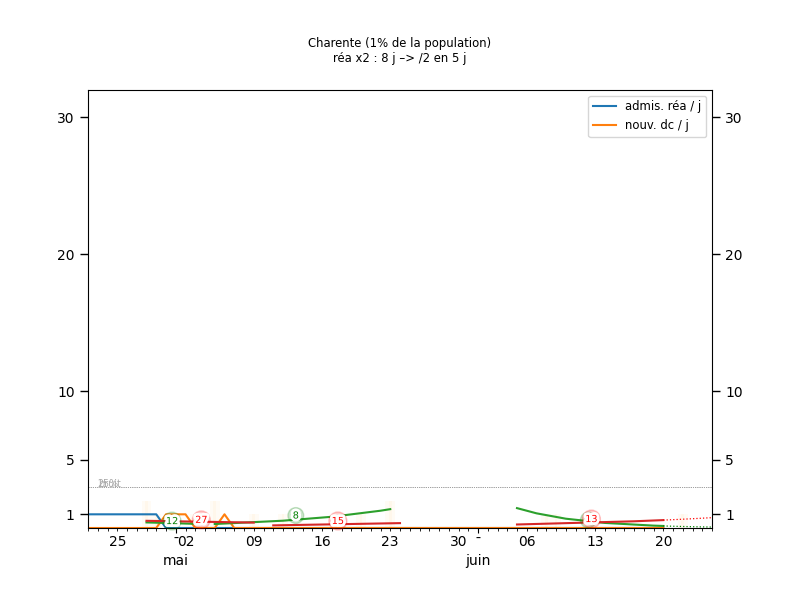 Charente (1% de la population)
réa x2 : 8 j –> /2 en 5 j
admis. réa / j
nouv. dc / j
30 30
20 20
10 10
5 5
1 1
12 27 8 15 13
25 02 09 16 23 30 06 13 20
mai juin